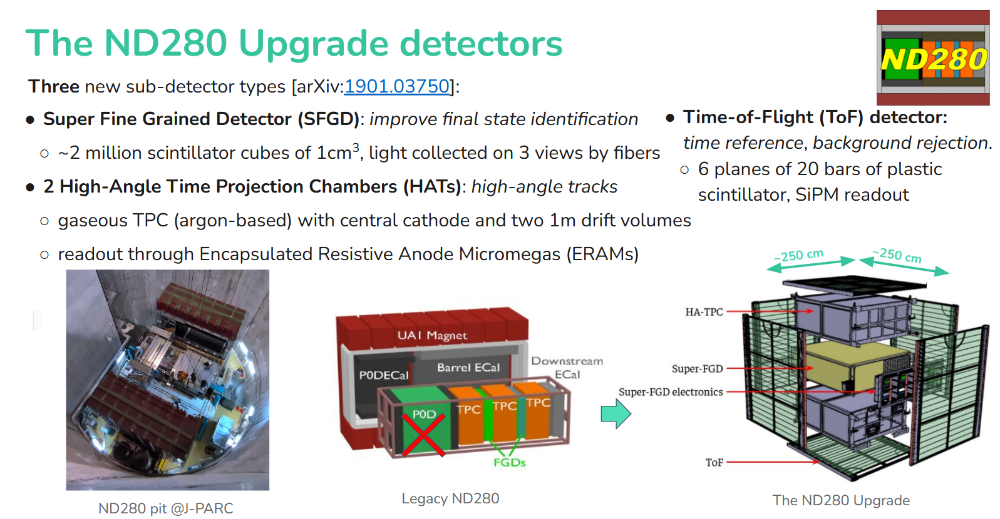 The ND280 Upgrade detectors
ND280
Three new sub-detector types [arXiv:1901.03750]:
● Super Fine Grained Detector (SFGD): improve final state identification
○ ~2 million scintillator cubes of 1cm³, light collected on 3 views by fibers
● 2 High-Angle Time Projection Chambers (HATs): high-angle tracks
○ gaseous TPC (argon-based) with central cathode and two 1m drift volumes
○ readout through Encapsulated Resistive Anode Micromegas (ERAMs)
● Time-of-Flight (ToF) detector:
time reference, background rejection.
○ 6 planes of 20 bars of plastic
scintillator, SiPM readout
ND280 pit @J-PARC
UA1 Magnet
P0DECal
Barrel ECal
Downstream
ECal
P0D
TPC
TPC
TPC
FGDs
Legacy ND280
~250 cm
~250 cm
HA-TPC
Super-FGD
Super-FGD electronics
ToF
The ND280 Upgrade